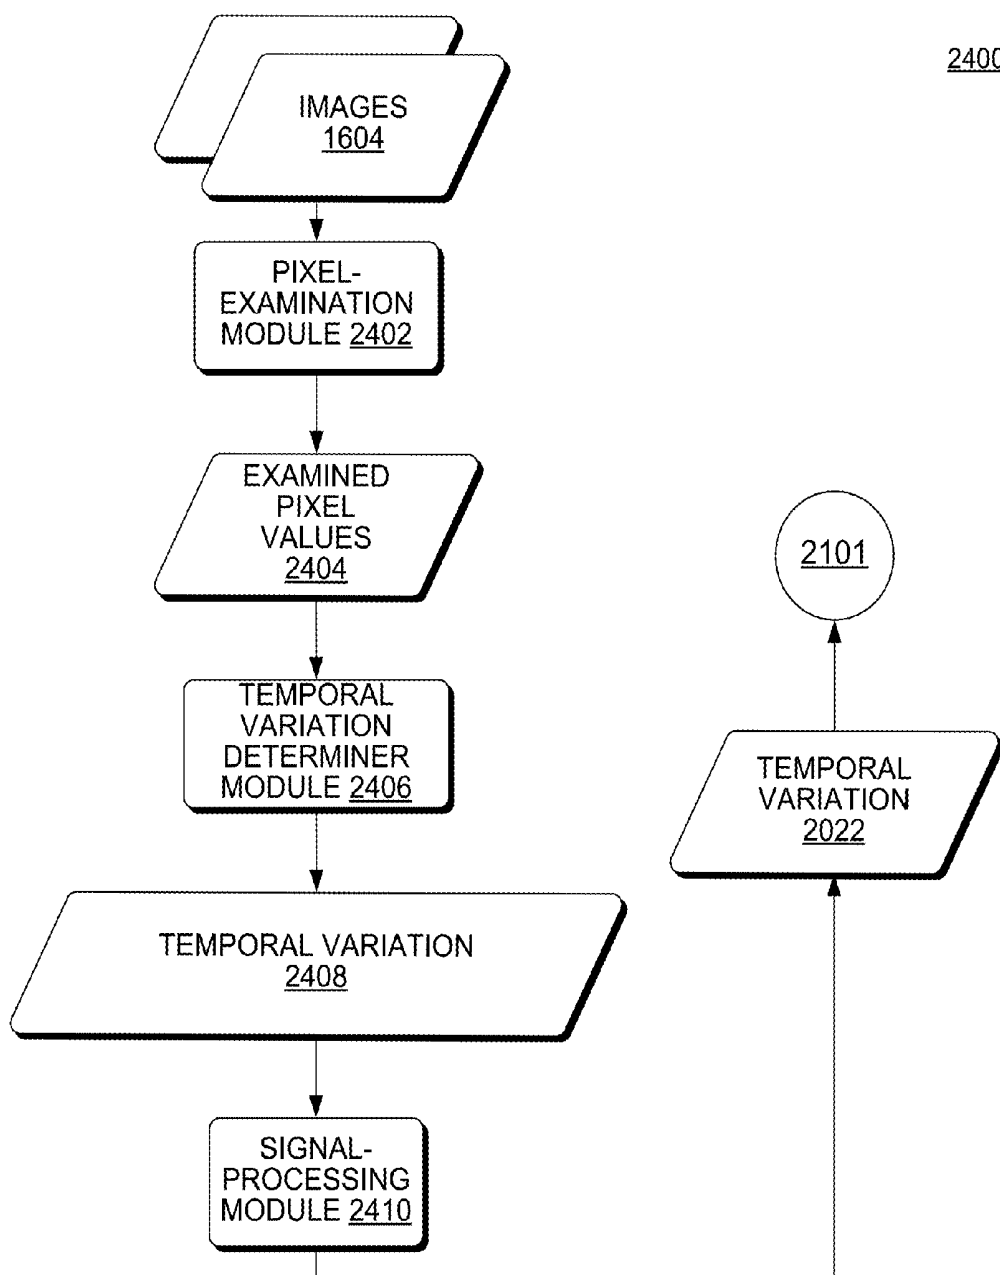 2400
IMAGES
1604
PIXEL-
EXAMINATION
MODULE 2402
EXAMINED
PIXEL
VALUES
2404
TEMPORAL
VARIATION
DETERMINER
MODULE 2406
TEMPORAL VARIATION
2408
SIGNAL-
PROCESSING
MODULE 2410
2101
TEMPORAL
VARIATION
2022